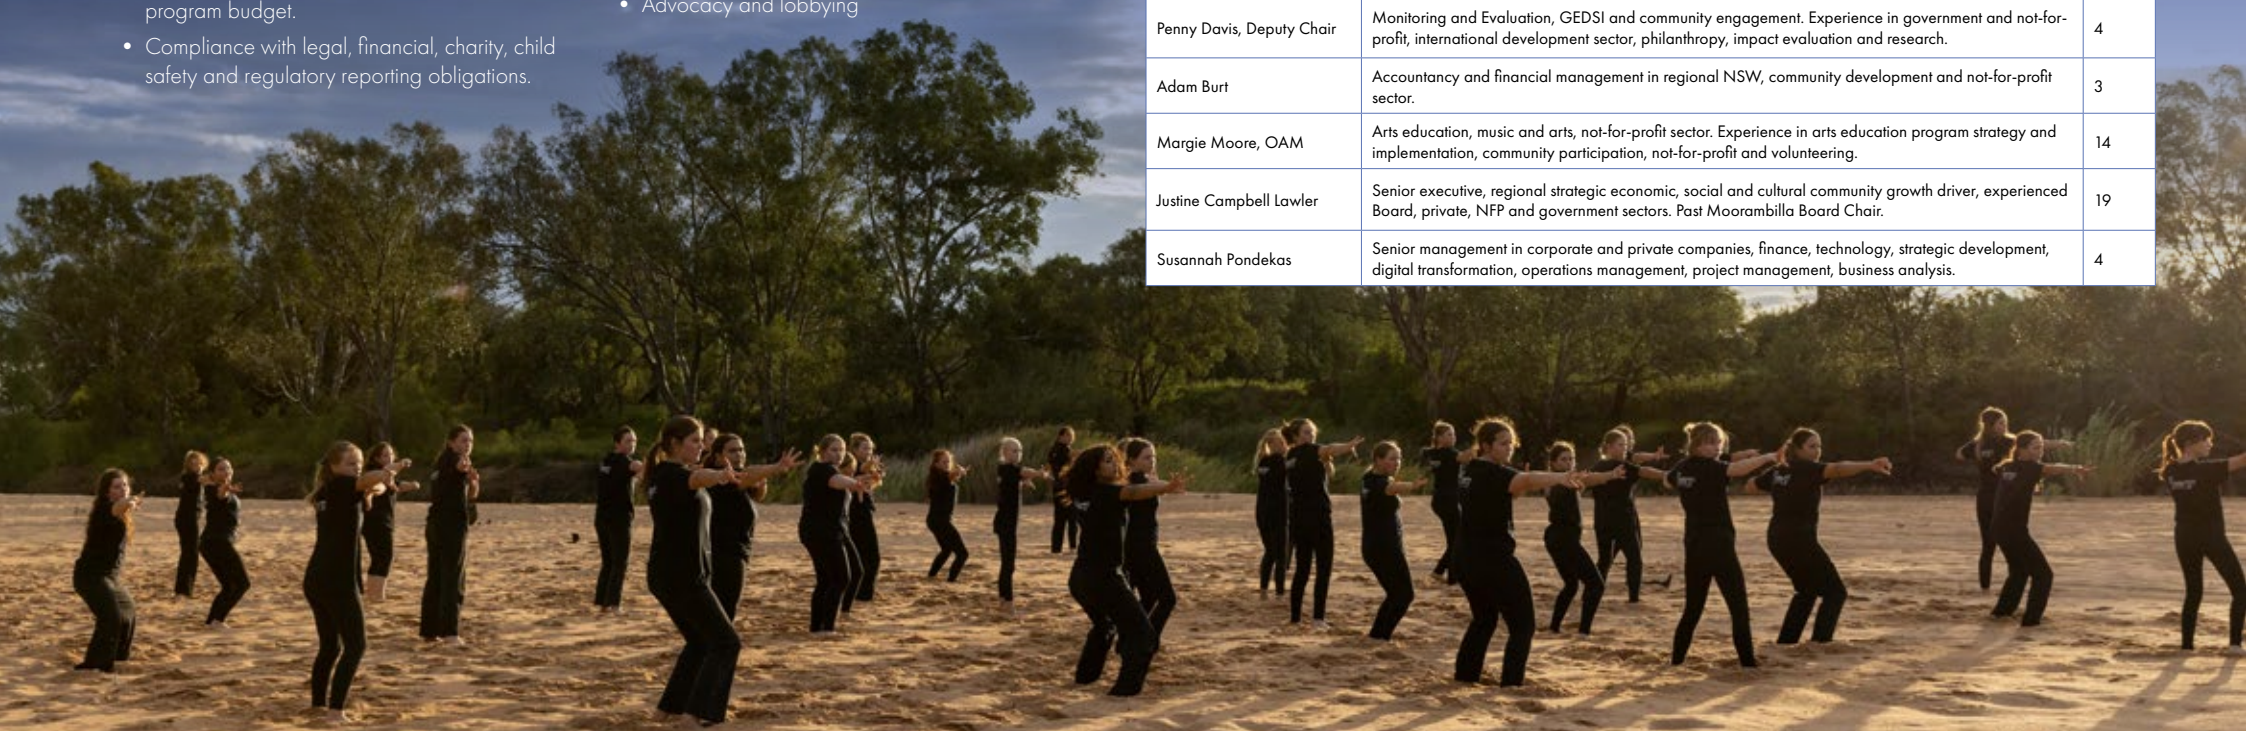 program budget.
• Compliance with legal, financial, charity, child
safety and regulatory reporting obligations.
• Advocacy and lobbying
Penny Davis, Deputy Chair
Monitoring and Evaluation, GEDSI and community engagement. Experience in government and not-for-
profit, international development sector, philanthropy, impact evaluation and research.
4
Adam Burt
Accountancy and financial management in regional NSW, community development and not-for-profit
sector.
3
Margie Moore, OAM
Arts education, music and arts, not-for-profit sector. Experience in arts education program strategy and
implementation, community participation, not-for-profit and volunteering.
14
Justine Campbell Lawler
Senior executive, regional strategic economic, social and cultural community growth driver, experienced
Board, private, NFP and government sectors. Past Moorambilla Board Chair.
19
Susannah Pondekas
Senior management in corporate and private companies, finance, technology, strategic development,
digital transformation, operations management, project management, business analysis.
4